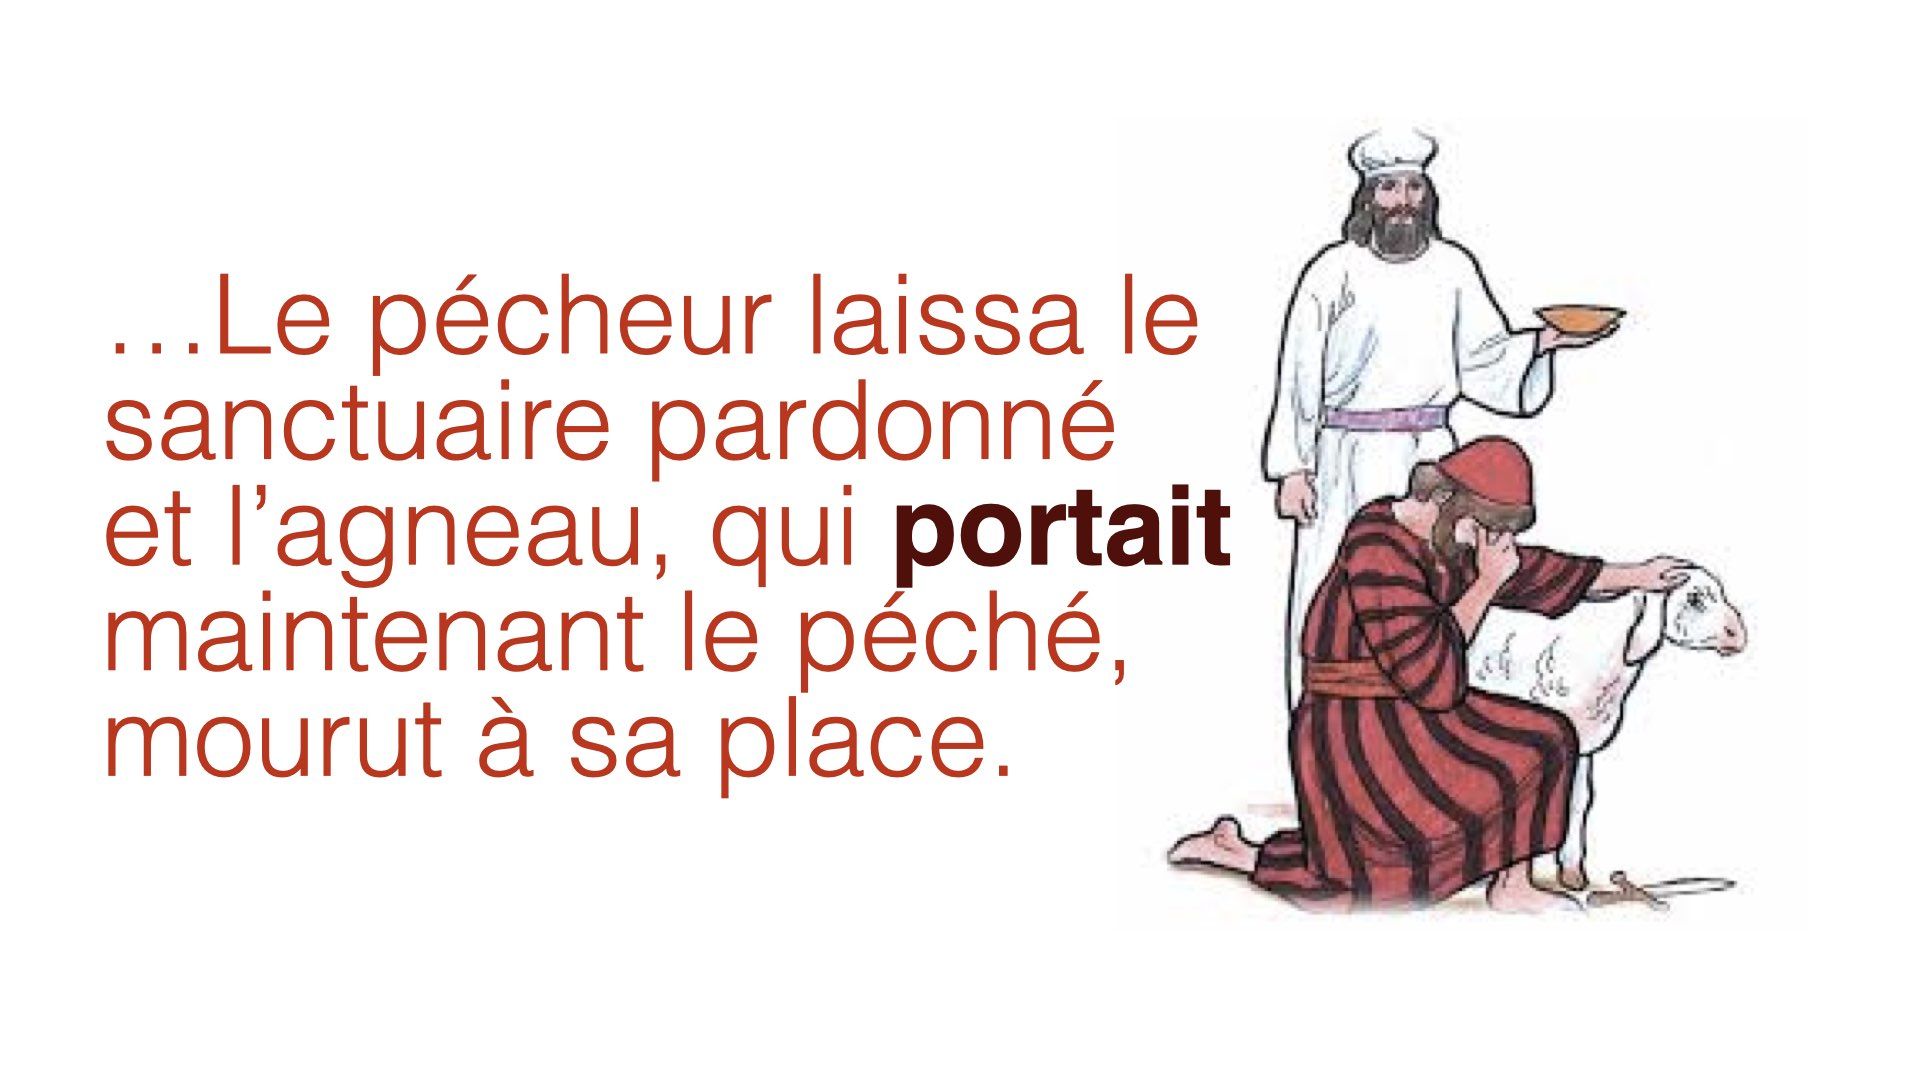 …Le pécheur laissa le
sanctuaire pardonné
et l’agneau, qui portait
maintenant le péché,
mourut à sa place.